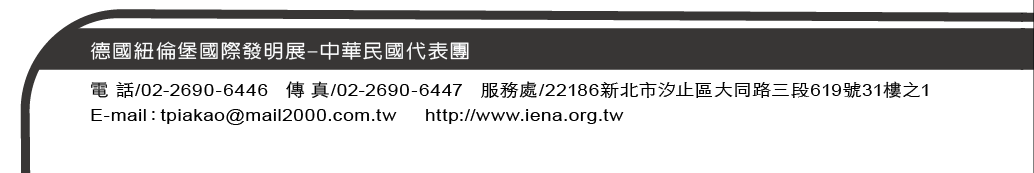 德國紐倫堡國際發明展–中華民國代表團
電 話/02-2690-6446 傳 真/02-2690-6447 服務處/22186新北市汐止區大同路三段619號31樓之1
E-mail：tpiakao@mail2000.com.tw http://www.iena.org.tw